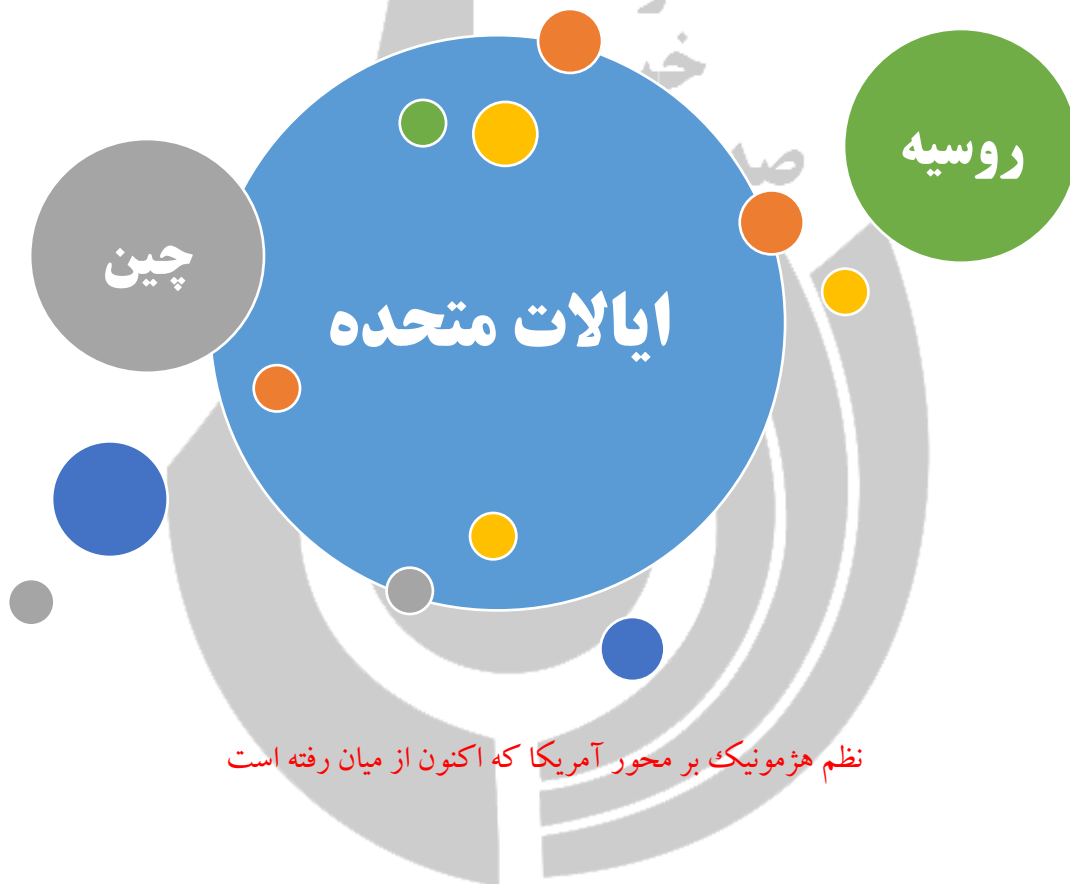 روسیه
چین
ایالات متحده
نظم هژمونیک بر محور آمریکا که اکنون از میان رفته است